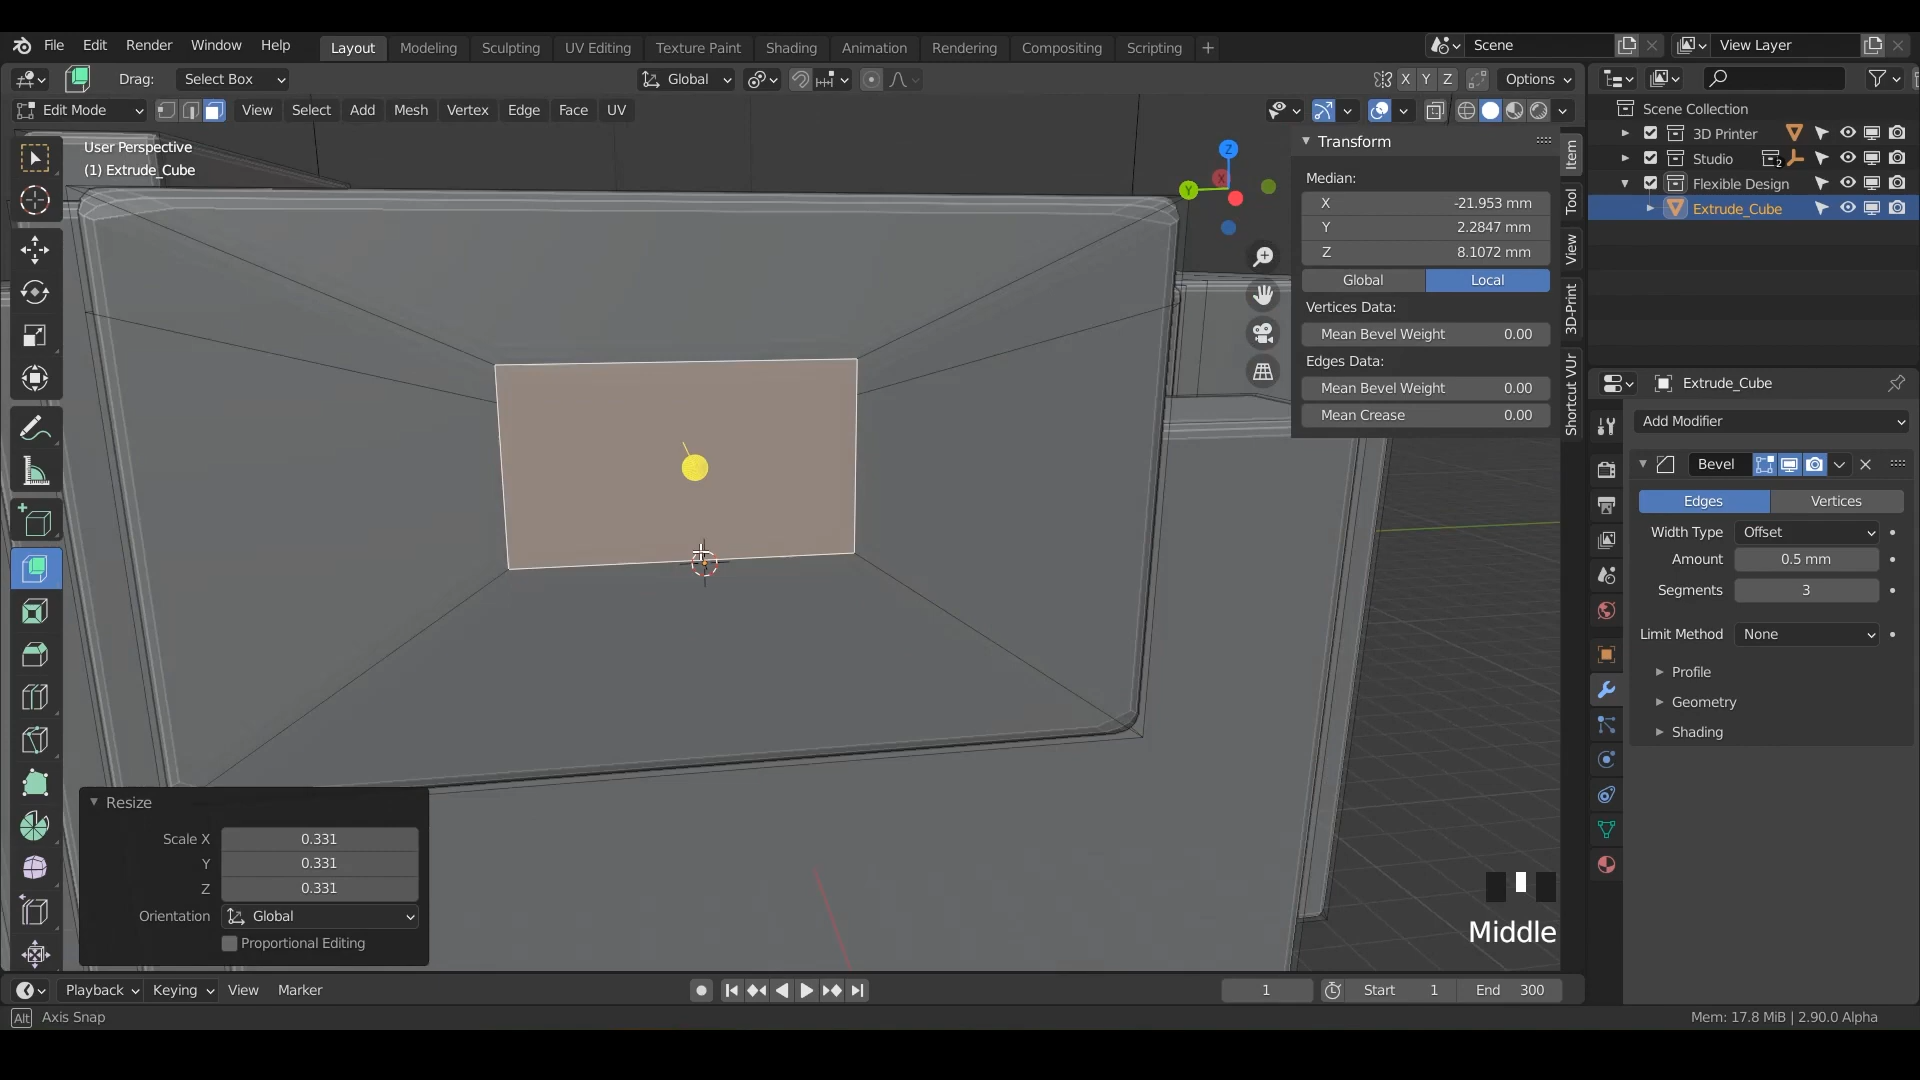 File Edit Render Window Help Layout Modeling Sculpting UV Editing Texture Paint Shading Animation Rendering Compositing Scripting + Scene View Layer
Drag: Select Box Global X Y Z Options
Edit Mode View Select Add Mesh Vertex Edge Face UV
User Perspective
(1) Extrude_Cube
Z
Y
X
Transform
Median:
X -21.953 mm
Y 2.2847 mm
Z 8.1072 mm
Global Local
Vertices Data:
Mean Bevel Weight 0.00
Edges Data:
Mean Bevel Weight 0.00
Mean Crease 0.00
Item
Tool
View
3D-Print
Shortcut VUr
Scene Collection
3D Printer
Studio 2
Flexible Design
Extrude_Cube
Extrude_Cube
Add Modifier
Bevel
Edges Vertices
Width Type Offset
Amount 0.5 mm
Segments 3
Limit Method None
Profile
Geometry
Shading
Resize
Scale X 0.331
Y 0.331
Z 0.331
Orientation Global
Proportional Editing
Middle
Playback Keying View Marker 1 Start 1 End 300
Alt Axis Snap Mem: 17.8 MiB | 2.90.0 Alpha